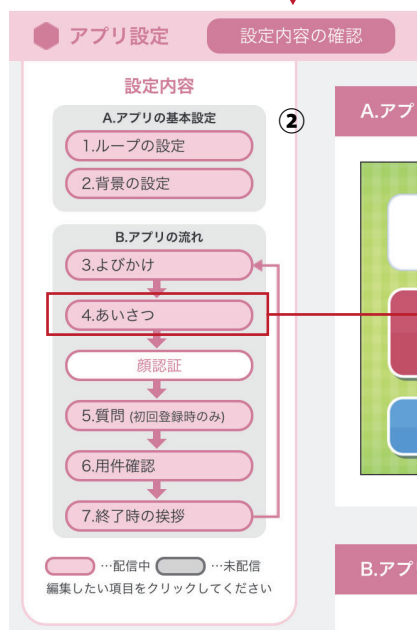 アプリ設定
設定内容の確認
設定内容
A.アプリの基本設定
②
1.ループの設定
2.背景の設定
B.アプリの流れ
3.よびかけ
4.あいさつ
顔認証
5.質問 (初回登録時のみ)
6.用件確認
7.終了時の挨拶
…配信中 …未配信
編集したい項目をクリックしてください
A.アプ
B.アプ